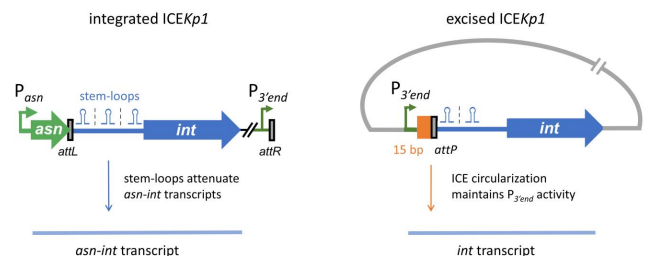 integrated ICEKp1
excised ICEKp1
Pasn
stem-loops
P3'end
P3'end
asn
int
int
attL
attR
15 bp
attP
stem-loops attenuate
asn-int transcripts
ICE circularization
maintains P3'end activity
asn-int transcript
int transcript